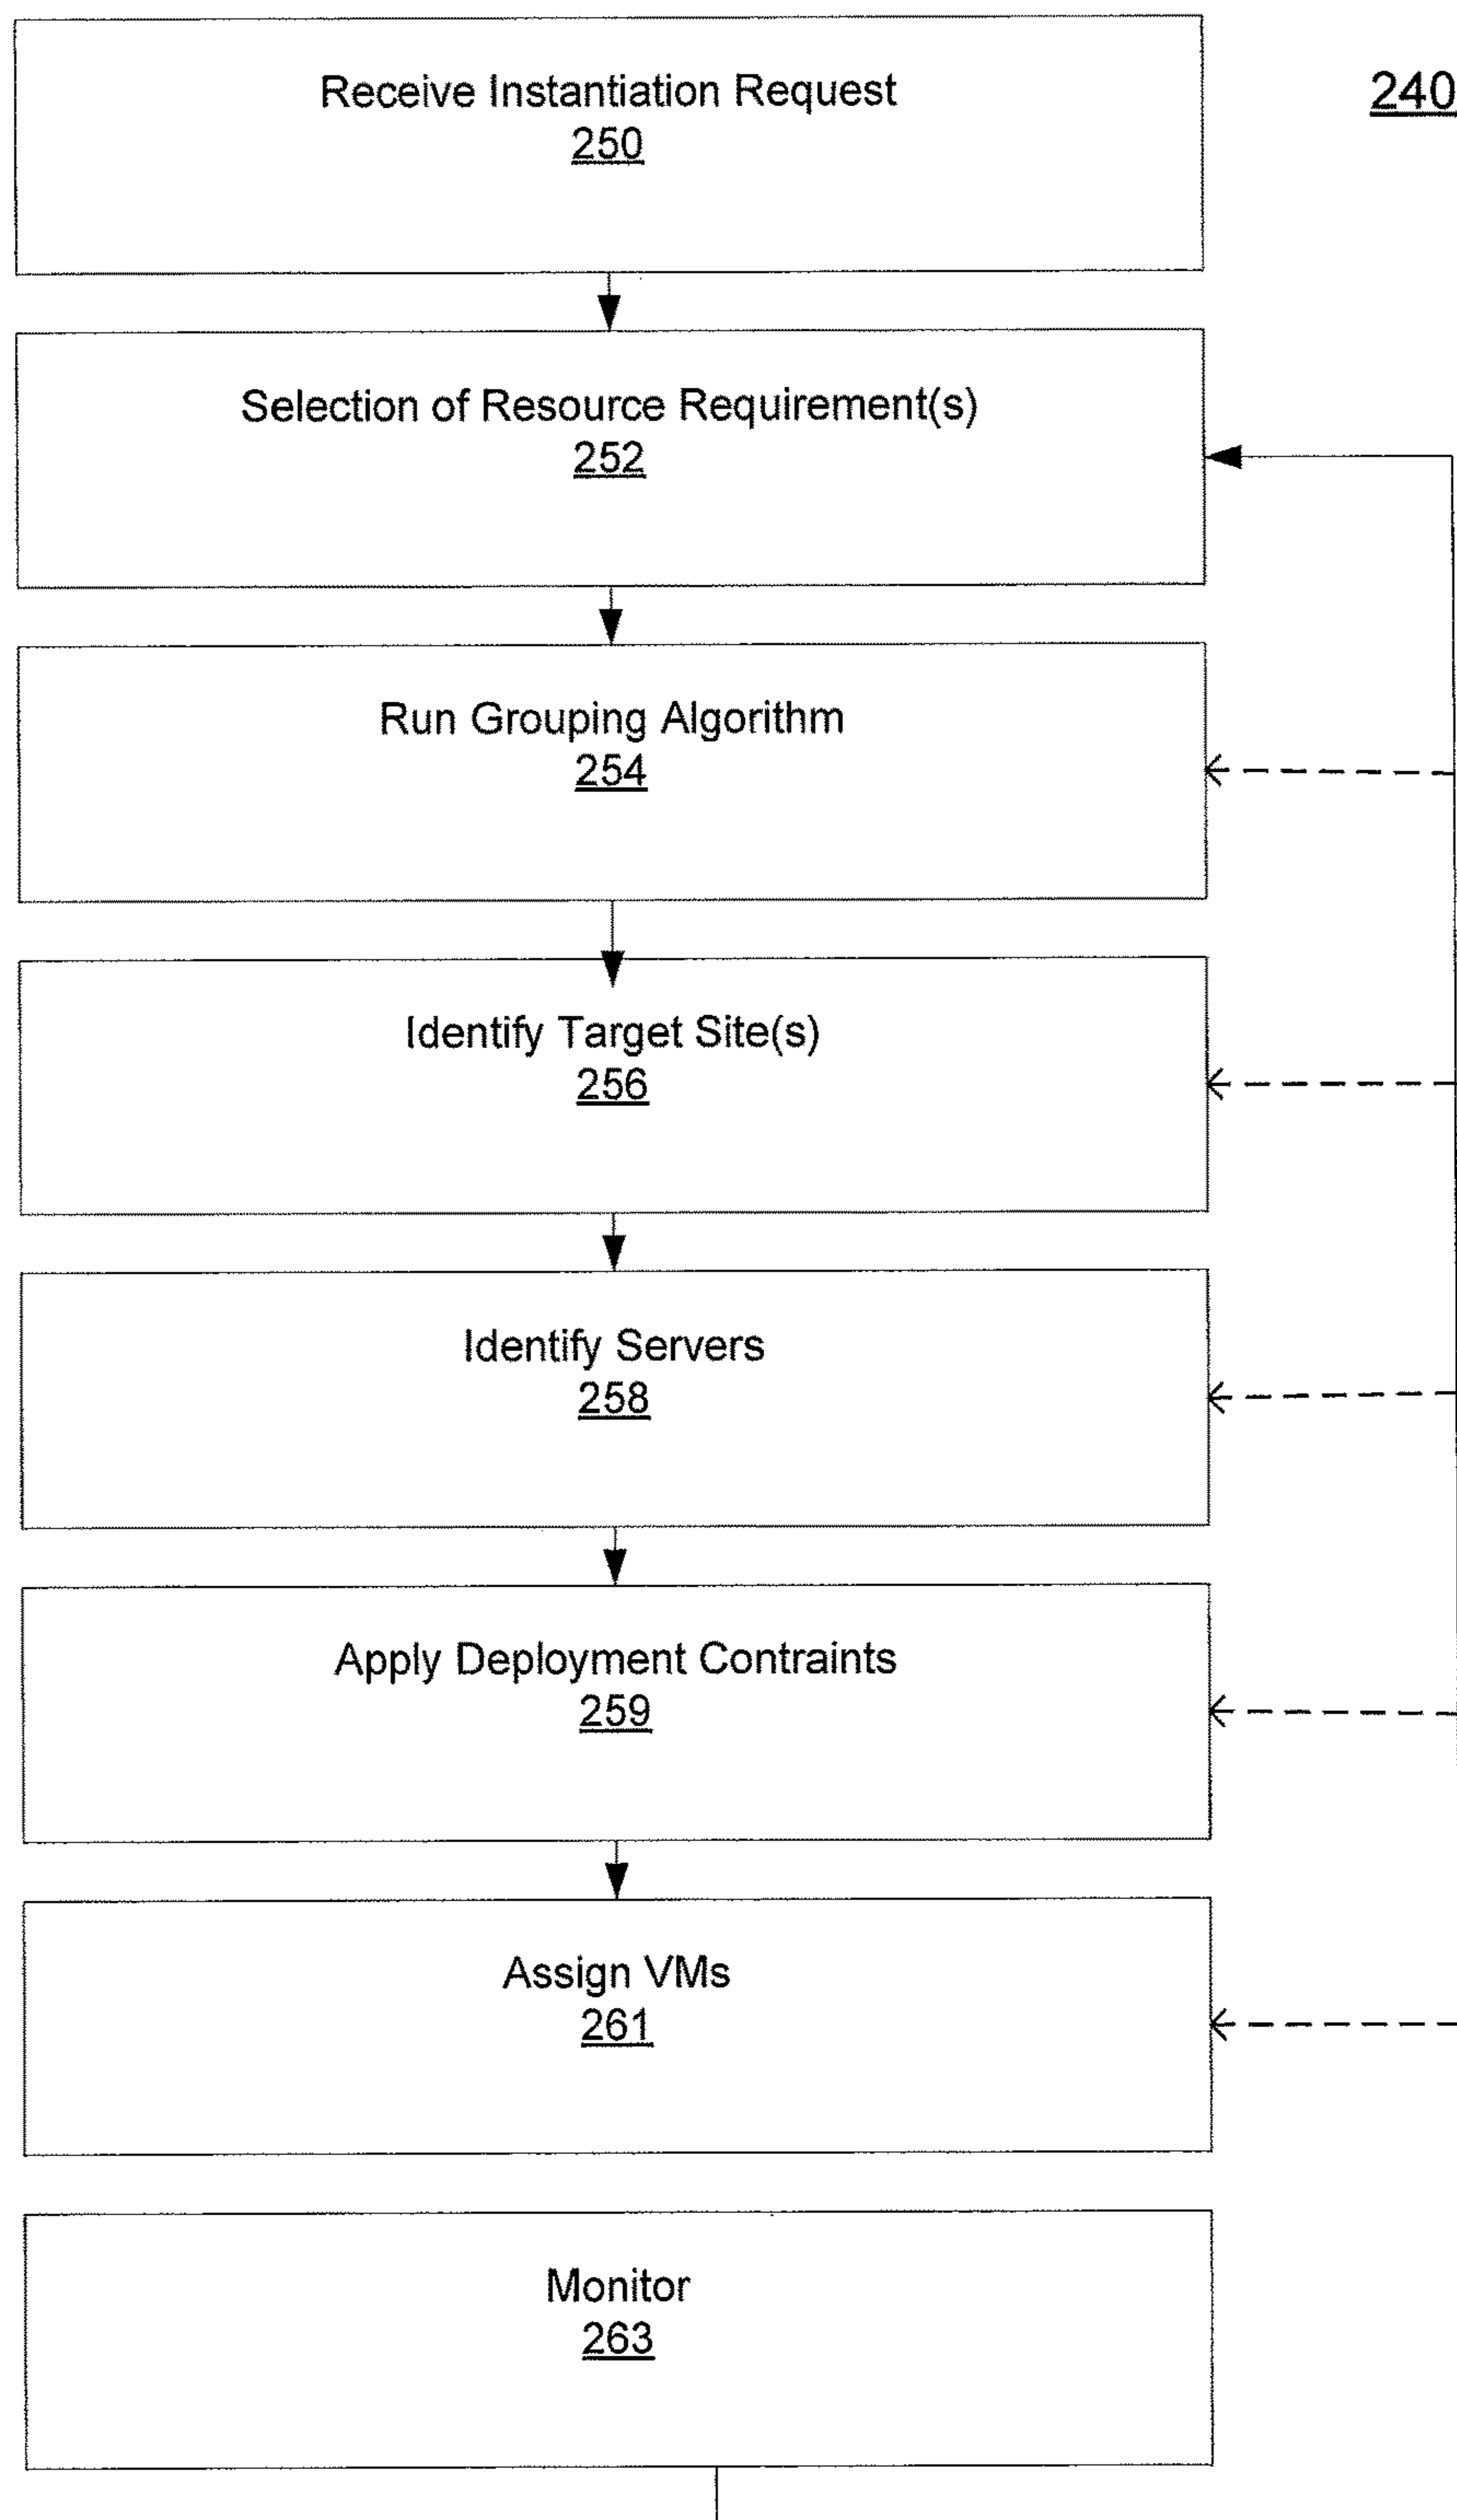 240
Receive Instantiation Request
250
Selection of Resource Requirement(s)
252
Run Grouping Algorithm
254
Identify Target Site(s)
256
Identify Servers
258
Apply Deployment Contraints
259
Assign VMs
261
Monitor
263